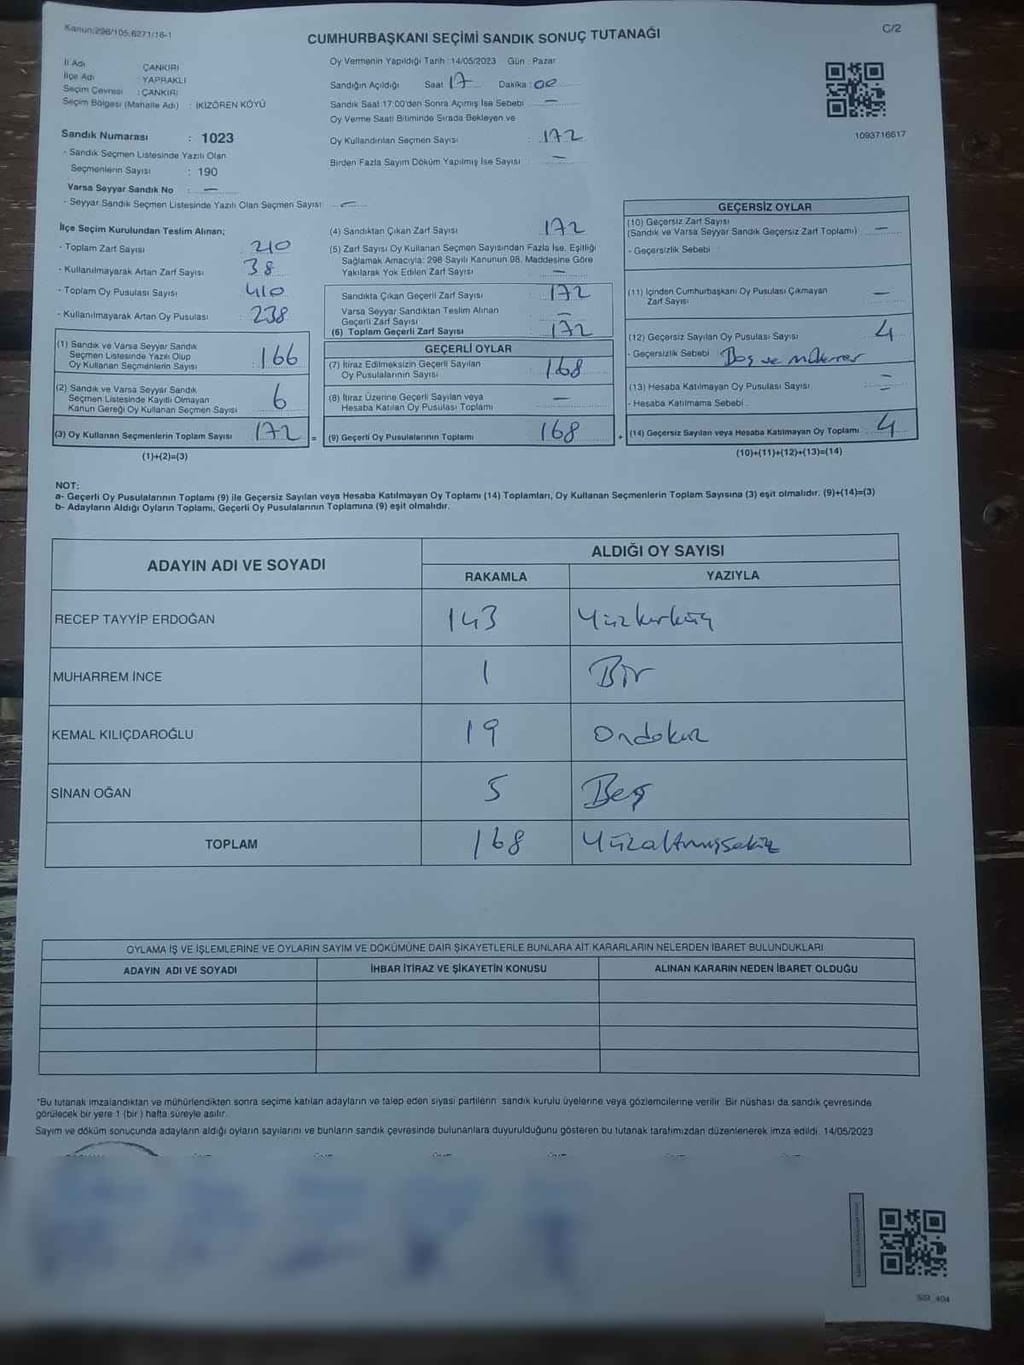 Kanun:298/105,6271/16-1
C/2
CUMHURBAŞKANI SEÇİMİ SANDIK SONUÇ TUTANAĞI
İl Adı ÇANKIRI
İlçe Adı YAPRAKLI
Seçim Çevresi : ÇANKIRI
Seçim Bölgesi (Mahalle Adı) : İKİZÖREN KÖYÜ
Sandık Numarası : 1023
- Sandık Seçmen Listesinde Yazılı Olan
Seçmenlerin Sayısı : 190
Varsa Seyyar Sandık No : —
- Seyyar Sandık Seçmen Listesinde Yazılı Olan Seçmen Sayısı
Oy Vermenin Yapıldığı Tarih : 14/05/2023 Gün : Pazar
Sandığın Açıldığı Saat 17 Dakika : 00
Sandık Saat 17:00'den Sonra Açılmış İse Sebebi —
Oy Verme Saati Bitiminde Sırada Bekleyen ve
Oy Kullandırılan Seçmen Sayısı : 172
Birden Fazla Sayım Döküm Yapılmış İse Sayısı —
1093716617
İlçe Seçim Kurulundan Teslim Alınan;
- Toplam Zarf Sayısı 210
- Kullanılmayarak Artan Zarf Sayısı 38
- Toplam Oy Pusulası Sayısı 410
- Kullanılmayarak Artan Oy Pusulası 238
(1) Sandık ve Varsa Seyyar Sandık
Seçmen Listesinde Yazılı Olup
Oy Kullanan Seçmenlerin Sayısı 166
(2) Sandık ve Varsa Seyyar Sandık
Seçmen Listesinde Kayıtlı Olmayan
Kanun Gereği Oy Kullanan Seçmen Sayısı 6
(3) Oy Kullanan Seçmenlerin Toplam Sayısı 172 =
(1)+(2)=(3)
(4) Sandıktan Çıkan Zarf Sayısı 172
(5) Zarf Sayısı Oy Kullanan Seçmen Sayısından Fazla İse, Eşitliği
Sağlamak Amacıyla; 298 Sayılı Kanunun 98. Maddesine Göre
Yakılarak Yok Edilen Zarf Sayısı —
Sandıkta Çıkan Geçerli Zarf Sayısı 172
Varsa Seyyar Sandıktan Teslim Alınan
Geçerli Zarf Sayısı —
(6) Toplam Geçerli Zarf Sayısı 172
GEÇERLİ OYLAR
(7) İtiraz Edilmeksizin Geçerli Sayılan
Oy Pusulalarının Sayısı 168
(8) İtiraz Üzerine Geçerli Sayılan veya
Hesaba Katılan Oy Pusulası Toplamı —
(9) Geçerli Oy Pusulalarının Toplamı 168 +
GEÇERSİZ OYLAR
(10) Geçersiz Zarf Sayısı
(Sandık ve Varsa Seyyar Sandık Geçersiz Zarf Toplamı) —
- Geçersizlik Sebebi
(11) İçinden Cumhurbaşkanı Oy Pusulası Çıkmayan
Zarf Sayısı —
(12) Geçersiz Sayılan Oy Pusulası Sayısı 4
- Geçersizlik Sebebi Boş ve mükerrer
(13) Hesaba Katılmayan Oy Pusulası Sayısı —
- Hesaba Katılmama Sebebi
(14) Geçersiz Sayılan veya Hesaba Katılmayan Oy Toplamı 4
(10)+(11)+(12)+(13)=(14)
NOT:
a- Geçerli Oy Pusulalarının Toplamı (9) ile Geçersiz Sayılan veya Hesaba Katılmayan Oy Toplamı (14) Toplamları, Oy Kullanan Seçmenlerin Toplam Sayısına (3) eşit olmalıdır. (9)+(14)=(3)
b- Adayların Aldığı Oyların Toplamı, Geçerli Oy Pusulalarının Toplamına (9) eşit olmalıdır.
ADAYIN ADI VE SOYADI
ALDIĞI OY SAYISI
RAKAMLA YAZIYLA
RECEP TAYYİP ERDOĞAN 143 Yüzkırküç
MUHARREM İNCE 1 Bir
KEMAL KILIÇDAROĞLU 19 Ondokuz
SİNAN OĞAN 5 Beş
TOPLAM 168 Yüzaltmışsekiz
OYLAMA İŞ VE İŞLEMLERİNE VE OYLARIN SAYIM VE DÖKÜMÜNE DAİR ŞİKAYETLERLE BUNLARA AİT KARARLARIN NELERDEN İBARET BULUNDUKLARI
ADAYIN ADI VE SOYADI İHBAR İTİRAZ VE ŞİKAYETİN KONUSU ALINAN KARARIN NEDEN İBARET OLDUĞU
*Bu tutanak imzalandıktan ve mühürlendikten sonra seçime katılan adayların ve talep eden siyasi partilerin sandık kurulu üyelerine veya gözlemcilerine verilir. Bir nüshası da sandık çevresinde
görülecek bir yere 1 (bir) hafta süreyle asılır.
Sayım ve döküm sonucunda adayların aldığı oyların sayılarını ve bunların sandık çevresinde bulunanlara duyurulduğunu gösteren bu tutanak tarafımızdan düzenlenerek imza edildi. 14/05/2023